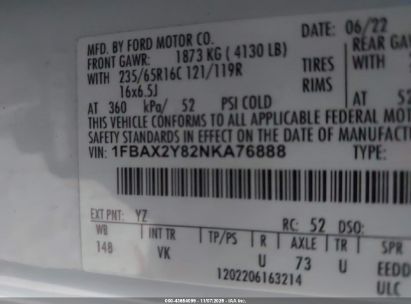 MFD. BY FORD MOTOR CO.
DATE: 06/22
FRONT GAWR: 1873 KG ( 4130 LB)
REAR GAW
WITH 235/65R16C 121/119R
TIRES
WITH
16x6.5J
RIMS
AT 360 kPa/ 52 PSI COLD
AT 52
THIS VEHICLE CONFORMS TO ALL APPLICABLE FEDERAL MOT
SAFETY STANDARDS IN EFFECT ON THE DATE OF MANUFACT
VIN: 1FBAX2Y82NKA76888
TYPE:
EXT PNT: YZ
RC: 52 DSO:
WB
INT TR
TP/PS
R
AXLE
TR
SPR
148
VK
U
73
U
EEDD
1202206163214
ULC